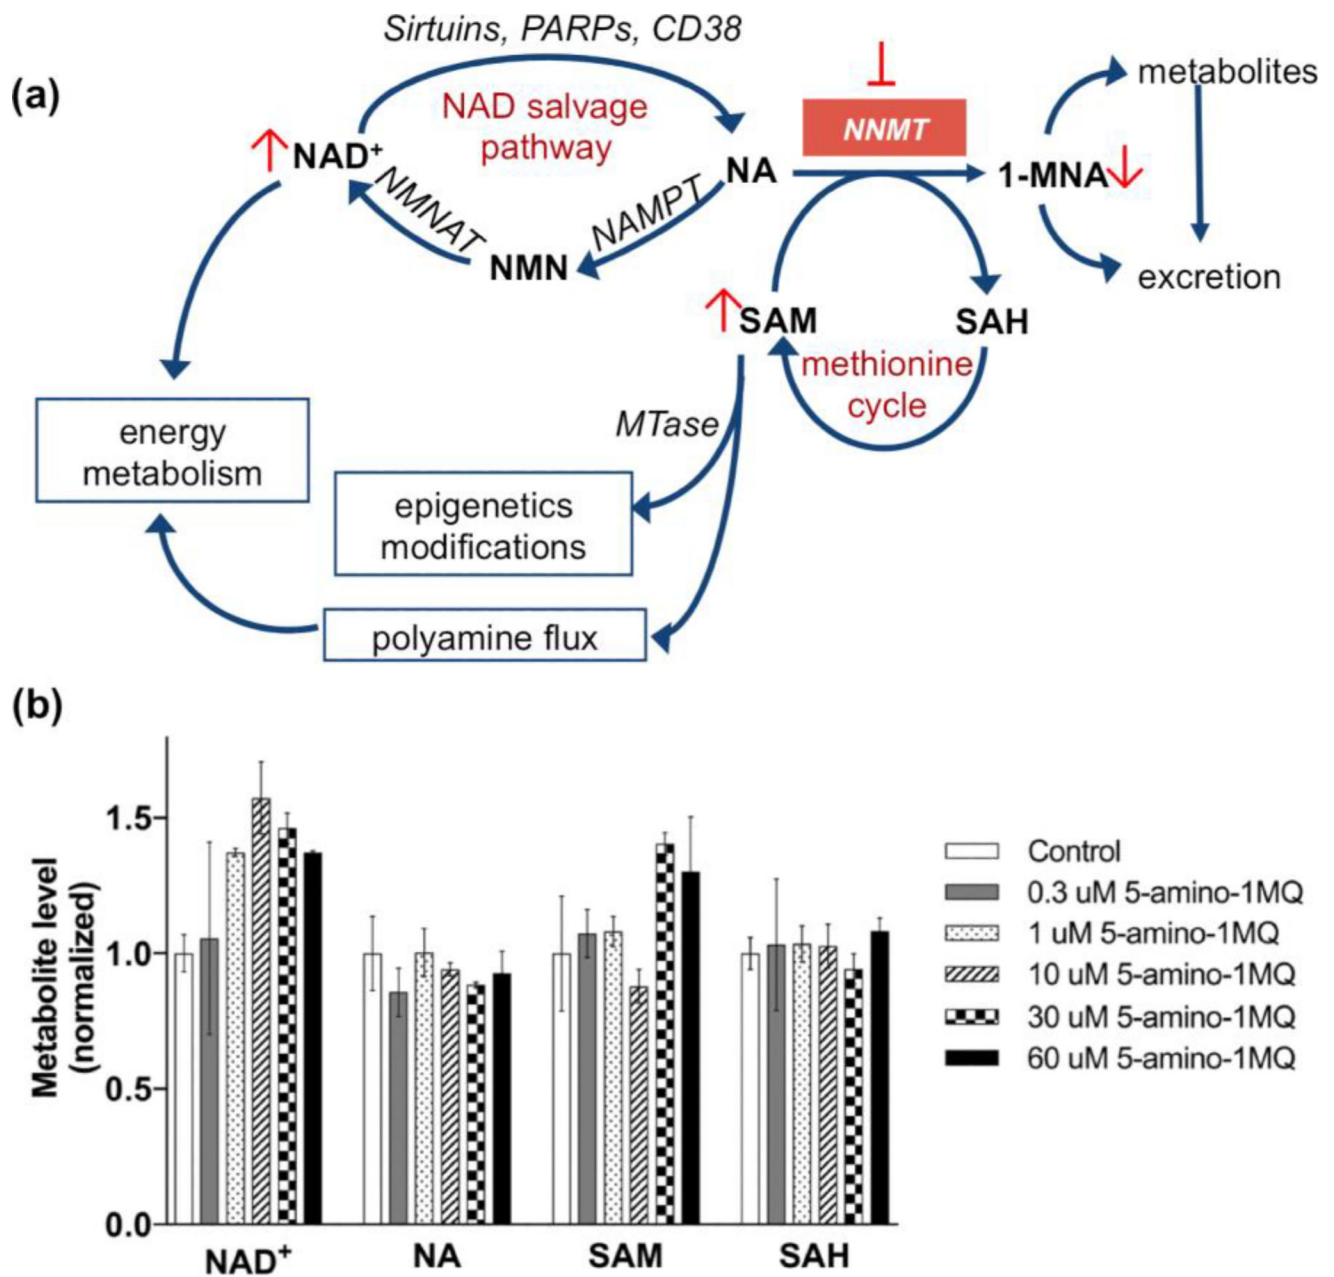 (a)
Sirtuins, PARPs, CD38
NAD salvage
pathway
NNMT
metabolites
NAD⁺
NA
1-MNA
NMNAT
NAMPT
NMN
excretion
SAM
SAH
methionine
cycle
MTase
energy
metabolism
epigenetics
modifications
polyamine flux
(b)
Metabolite level
(normalized)
1.5
1.0
0.5
0.0
NAD⁺
NA
SAM
SAH
Control
0.3 uM 5-amino-1MQ
1 uM 5-amino-1MQ
10 uM 5-amino-1MQ
30 uM 5-amino-1MQ
60 uM 5-amino-1MQ